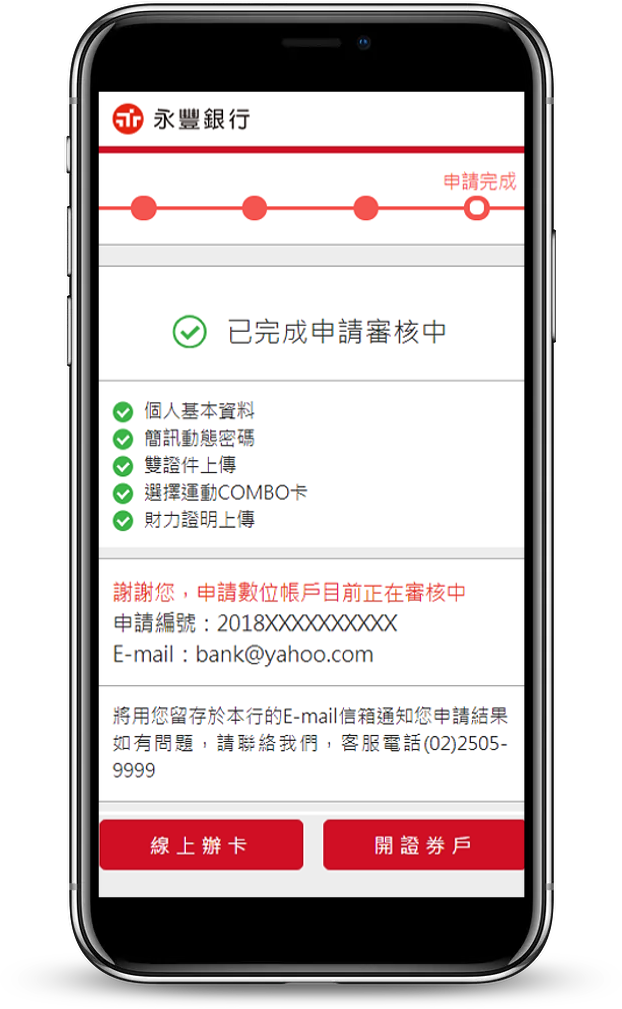 永豐銀行
申請完成
已完成申請審核中
個人基本資料
簡訊動態密碼
雙證件上傳
選擇運動COMBO卡
財力證明上傳
謝謝您，申請數位帳戶目前正在審核中
申請編號：2018XXXXXXXXXX
E-mail：bank@yahoo.com
將用您留存於本行的E-mail信箱通知您申請結果
如有問題，請聯絡我們，客服電話(02)2505-
9999
線上辦卡
開證券戶